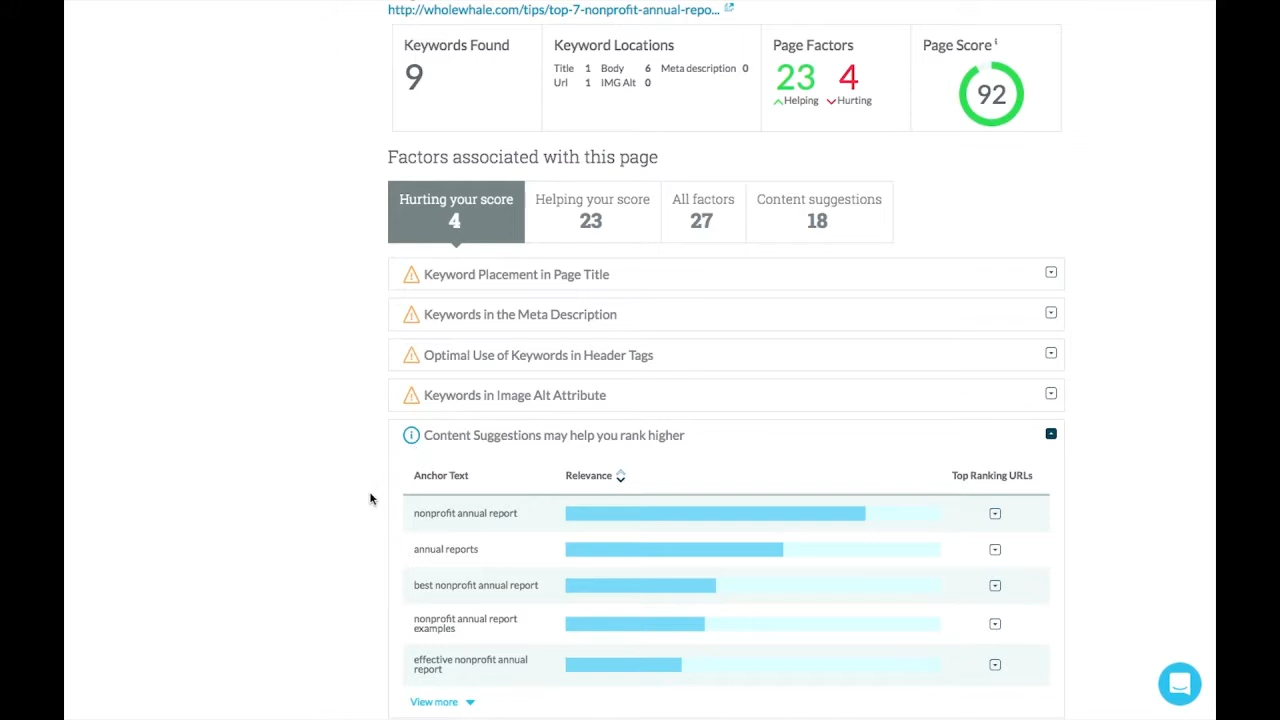 http://wholewhale.com/tips/top-7-nonprofit-annual-repo...
Keywords Found
9
Keyword Locations
Title 1 Body 6 Meta description 0
Url 1 IMG Alt 0
Page Factors
23 4
Helping Hurting
Page Score i
92
Factors associated with this page
Hurting your score
4
Helping your score
23
All factors
27
Content suggestions
18
Keyword Placement in Page Title
Keywords in the Meta Description
Optimal Use of Keywords in Header Tags
Keywords in Image Alt Attribute
Content Suggestions may help you rank higher
Anchor Text Relevance Top Ranking URLs
nonprofit annual report
annual reports
best nonprofit annual report
nonprofit annual report
examples
effective nonprofit annual
report
View more